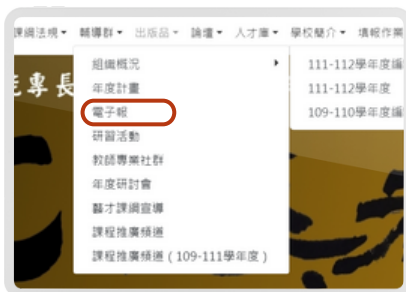 課綱法規 輔導群 出版品 論壇 人才庫 學校簡介 填報作業
組織概況
年度計畫
電子報
研習活動
教師專業社群
年度研討會
藝才課綱宣導
課程推廣頻道
課程推廣頻道 ( 109-111學年度 )
111-112學年度編
111-112學年度
109-110學年度編
專長